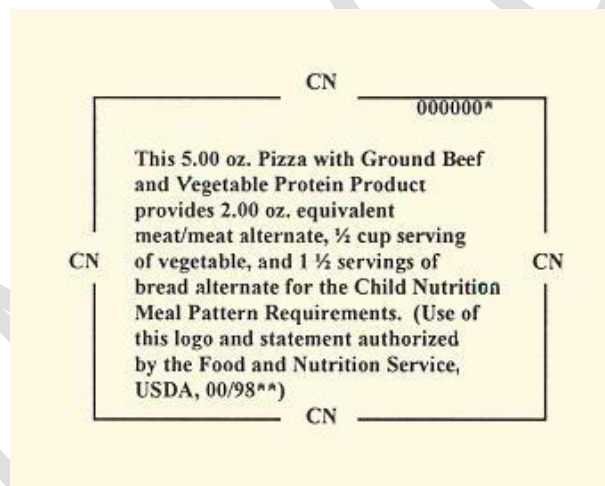 CN
000000*
This 5.00 oz. Pizza with Ground Beef
and Vegetable Protein Product
provides 2.00 oz. equivalent
meat/meat alternate, ½ cup serving
of vegetable, and 1 ½ servings of
CN
CN
bread alternate for the Child Nutrition
Meal Pattern Requirements. (Use of
this logo and statement authorized
by the Food and Nutrition Service,
USDA, 00/98**)
CN